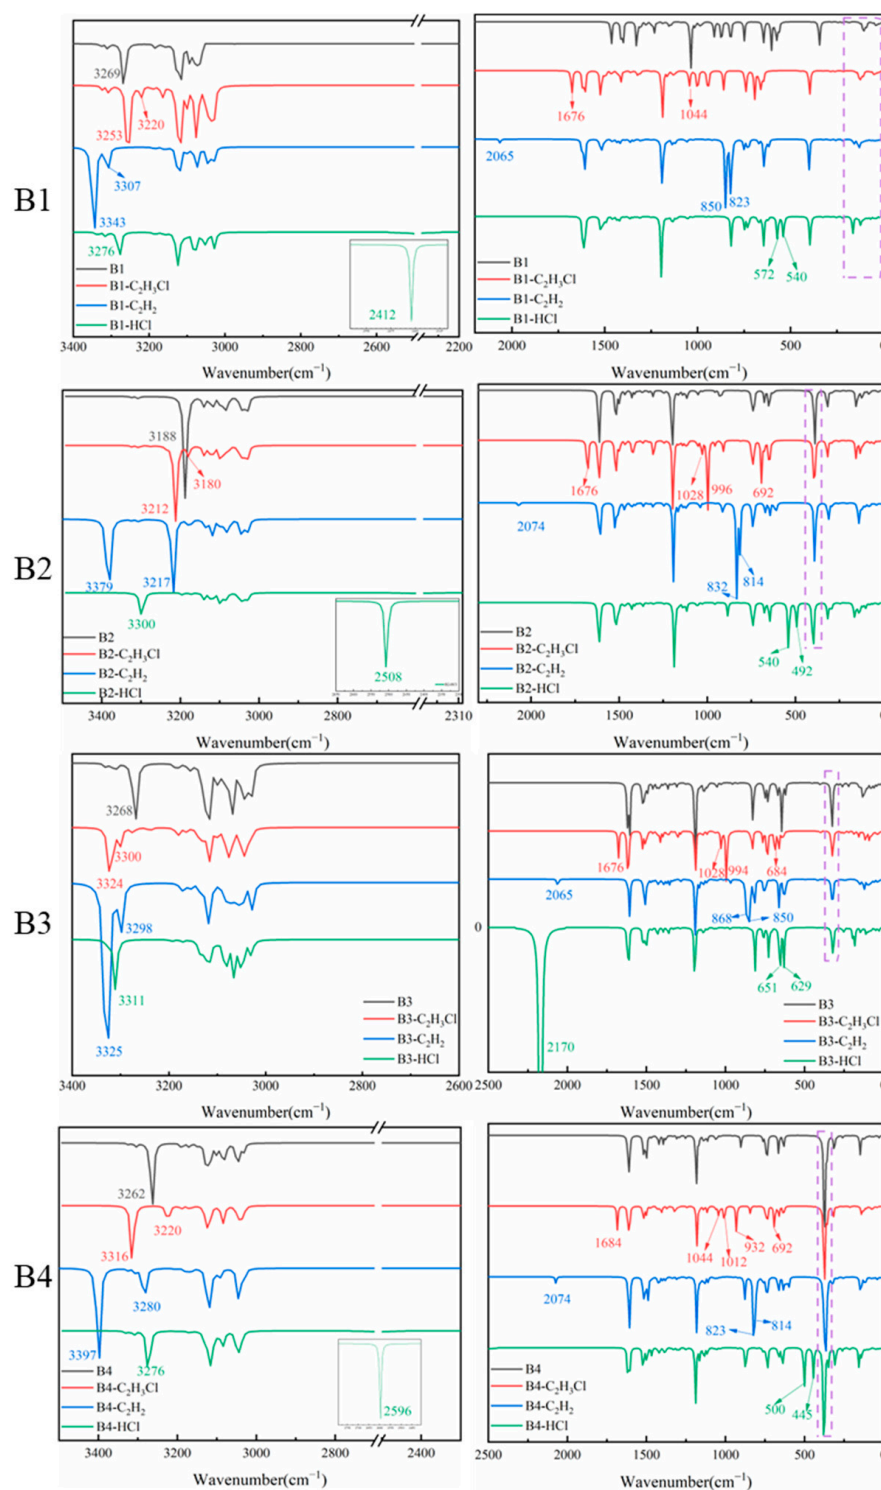 B1
3269
3253
3220
3307
3343
3276
2412
B1
B1-C₂H₃Cl
B1-C₂H₂
B1-HCl
3400 3200 3000 2800 2600 2200
Wavenumber(cm⁻¹)
1676
1044
2065
850
823
572
540
B1
B1-C₂H₃Cl
B1-C₂H₂
B1-HCl
2000 1500 1000 500 0
Wavenumber(cm⁻¹)
B2
3188
3180
3212
3379
3217
3300
2508
B2
B2-C₂H₃Cl
B2-C₂H₂
B2-HCl
3400 3200 3000 2800 2310
Wavenumber(cm⁻¹)
1676
1028
996
692
2074
832
814
540
492
B2
B2-C₂H₃Cl
B2-C₂H₂
B2-HCl
2000 1500 1000 500 0
Wavenumber(cm⁻¹)
B3
3268
3300
3324
3298
3311
3325
B3
B3-C₂H₃Cl
B3-C₂H₂
B3-HCl
3400 3200 3000 2800 2600
Wavenumber(cm⁻¹)
0
1676
1028
994
684
2065
868
850
651
629
2170
B3
B3-C₂H₃Cl
B3-C₂H₂
B3-HCl
2500 2000 1500 1000 500 0
Wavenumber(cm⁻¹)
B4
3262
3220
3316
3280
3397
3276
2596
B4
B4-C₂H₃Cl
B4-C₂H₂
B4-HCl
3400 3200 3000 2800 2600 2400
Wavenumber(cm⁻¹)
1684
1044
1012
932
692
2074
823
814
500
445
B4
B4-C₂H₃Cl
B4-C₂H₂
B4-HCl
2500 2000 1500 1000 500 0
Wavenumber(cm⁻¹)